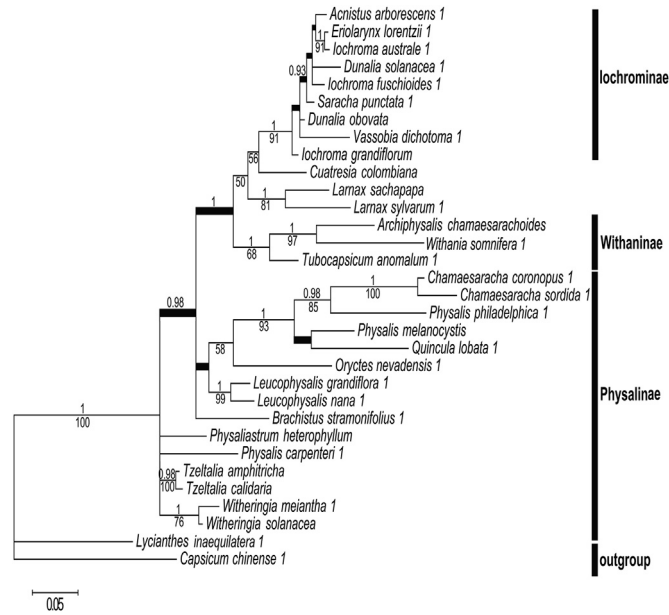 Acnistus arborescens 1
1
Eriolarynx lorentzii 1
91
Iochroma australe 1
0.93
Dunalia solanacea 1
Iochroma fuschioides 1
Saracha punctata 1
Dunalia obovata
1
91
Vassobia dichotoma 1
Iochroma grandiflorum
56
Cuatresia colombiana
50
1
81
Larnax sachapapa
Larnax sylvarum 1
1
Archiphysalis chamaesarachoides
1
97
Withania somnifera 1
1
68
Tubocapsicum anomalum 1
Iochrominae
Withaninae
0.98
1
100
Chamaesaracha coronopus 1
Chamaesaracha sordida 1
0.98
85
Physalis philadelphica 1
1
93
Physalis melanocystis
Quincula lobata 1
58
Oryctes nevadensis 1
1
99
Leucophysalis grandiflora 1
Leucophysalis nana 1
Brachistus stramonifolius 1
Physalinae
1
100
Physaliastrum heterophyllum
Physalis carpenteri 1
0.98
100
Tzeltalia amphitricha
Tzeltalia calidaria
1
76
Witheringia meiantha 1
Witheringia solanacea
Lycianthes inaequilatera 1
Capsicum chinense 1
outgroup
0.05